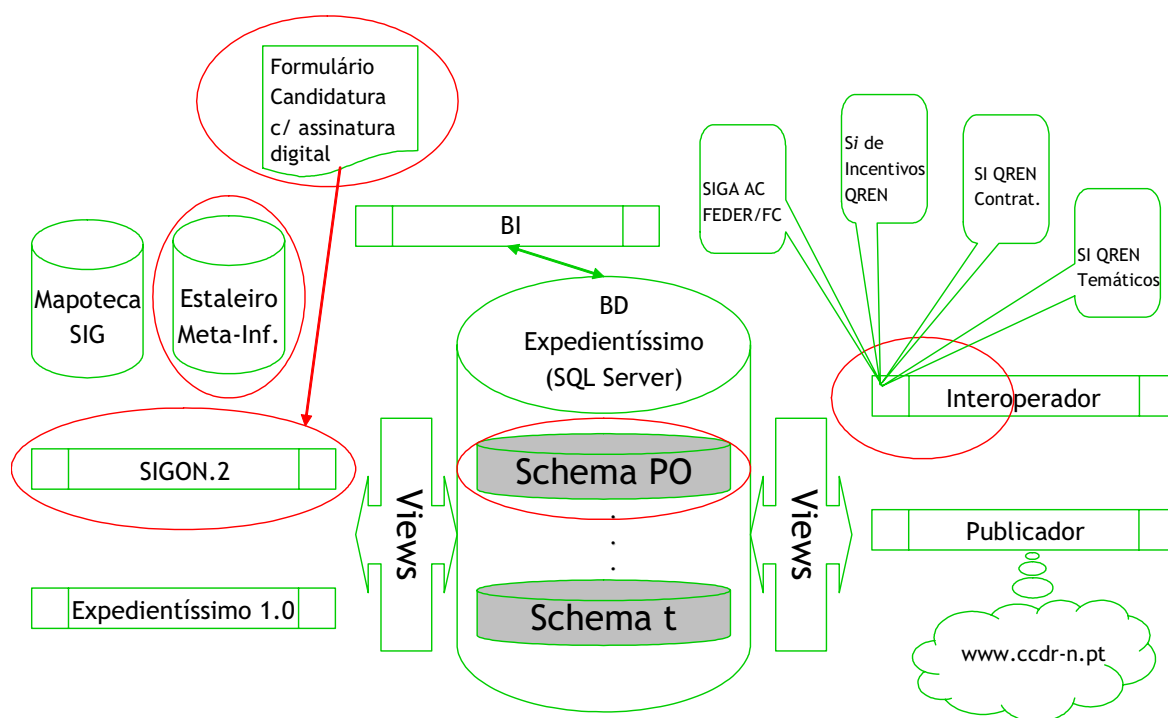 Formulário
Candidatura
c/ assinatura
digital
BI
Mapoteca
SIG
Estaleiro
Meta-Inf.
SIGON.2
Expedientíssimo 1.0
Views
BD
Expedientíssimo
(SQL Server)
Schema PO
.
.
.
Schema t
Views
SIGA AC
FEDER/FC
Si de
Incentivos
QREN
SI QREN
Contrat.
SI QREN
Temáticos
Interoperador
Publicador
www.ccdr-n.pt